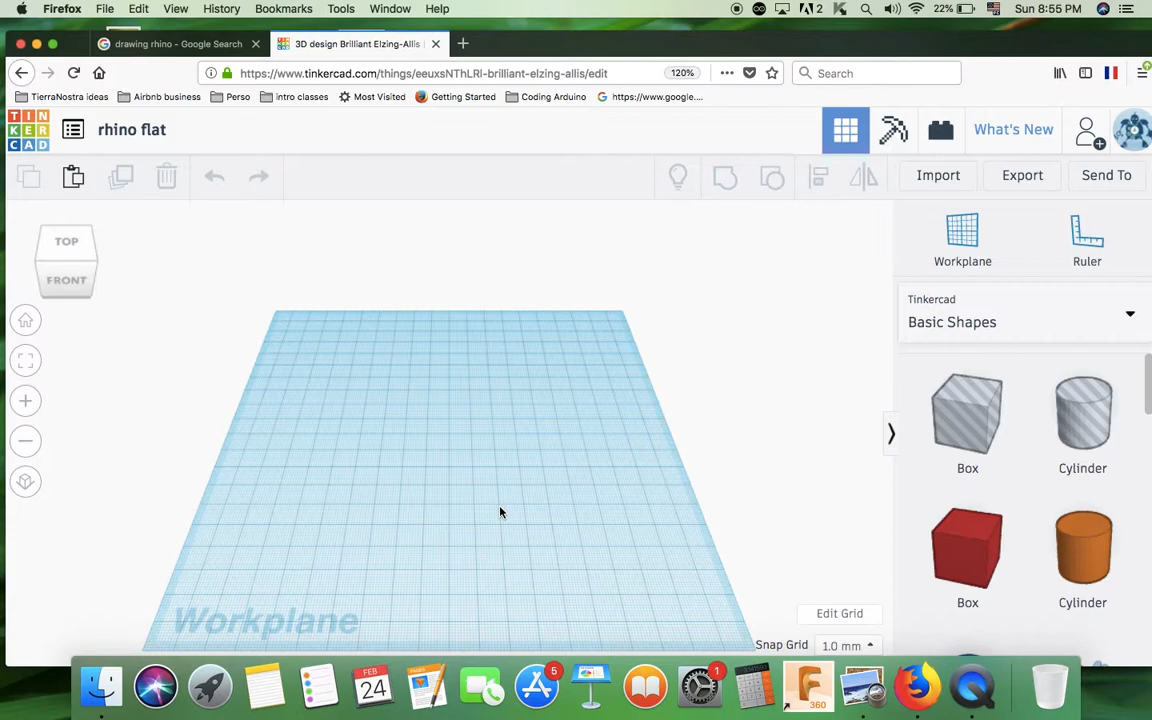 Firefox File Edit View History Bookmarks Tools Window Help 2 22% Sun 8:55 PM
drawing rhino - Google Search 3D design Brilliant Elzing-Allis
https://www.tinkercad.com/things/eeuxsNThLRl-brilliant-elzing-allis/edit 120% Search
TierraNostra ideas Airbnb business Perso intro classes Most Visited Getting Started Coding Arduino https://www.google....
TIN
KER
CAD
rhino flat What's New
Import Export Send To
TOP
FRONT
Workplane Ruler
Tinkercad
Basic Shapes
Box Cylinder
Box Cylinder
Workplane
Edit Grid
Snap Grid 1.0 mm
FEB
24
5
1
F
360